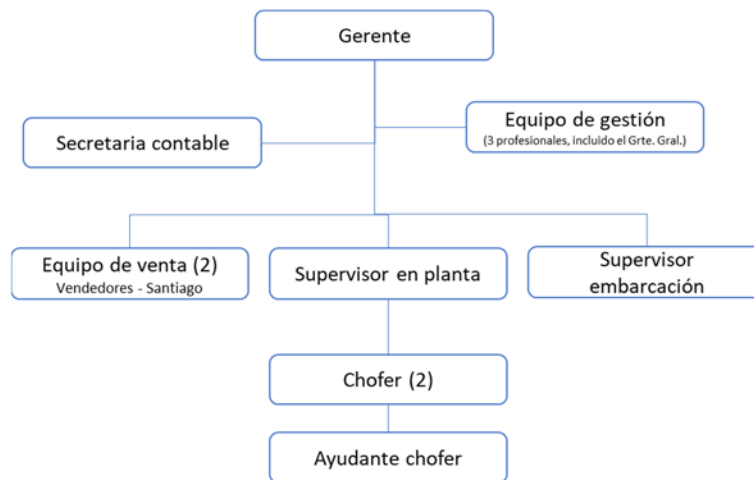 Gerente
Equipo de gestión
(3 profesionales, incluido el Grte. Gral.)
Secretaria contable
Equipo de venta (2)
Vendedores - Santiago
Supervisor en planta
Supervisor
embarcación
Chofer (2)
Ayudante chofer